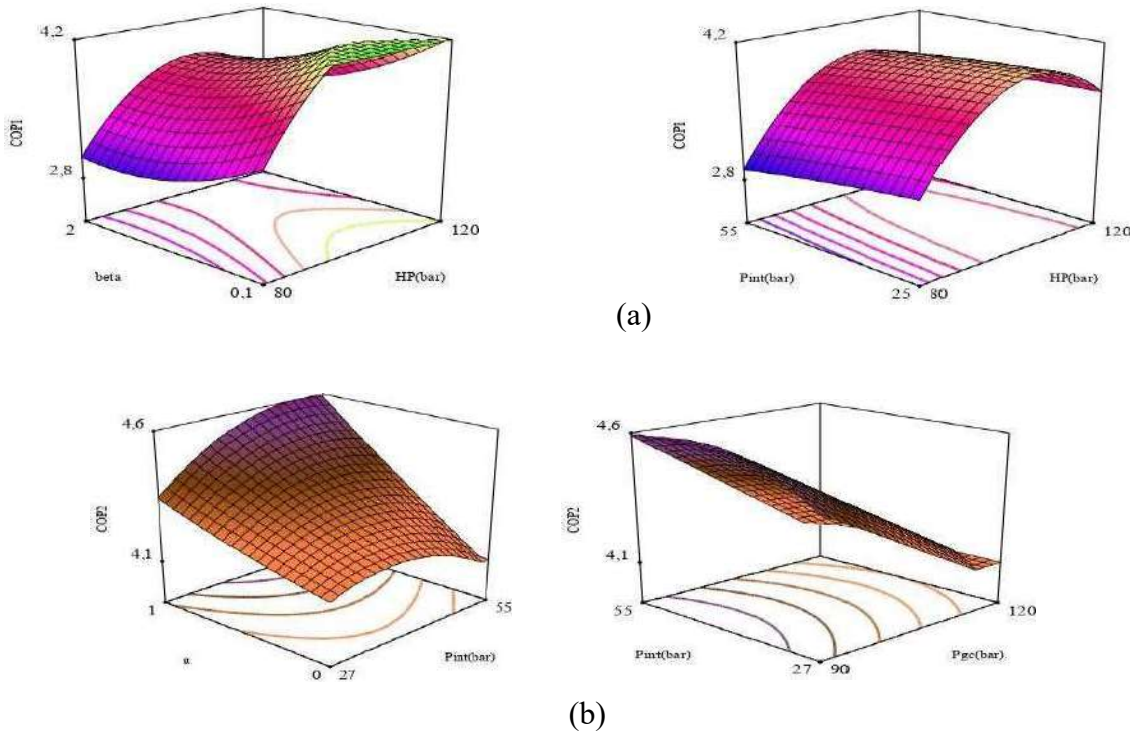 4,2
COP1
2,8
2
beta
0.1
80
HP(bar)
120
4,2
COP1
2,8
55
Pint(bar)
25
80
HP(bar)
120
(a)
4,6
COP2
4,1
1
α
0
27
Pint(bar)
55
4,6
COP2
4,1
55
Pint(bar)
27
90
Pgc(bar)
120
(b)